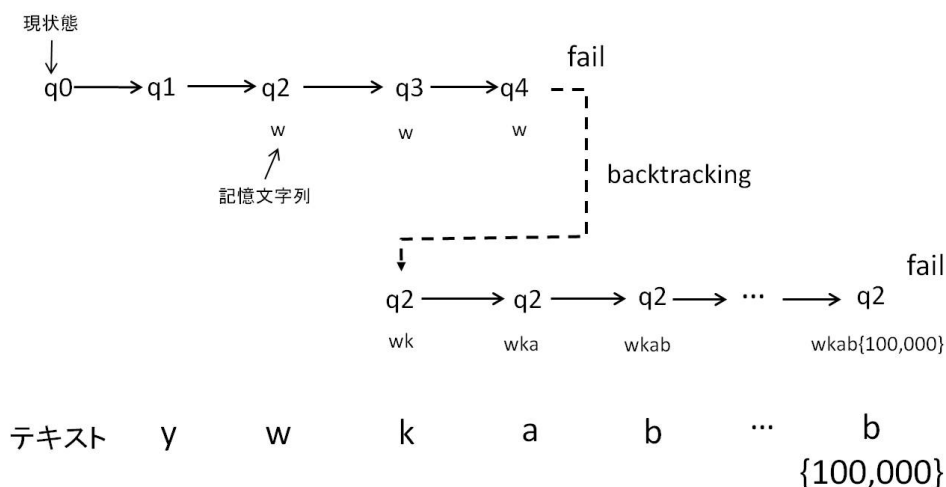 現状態
q0 q1 q2 q3 q4 fail
w w w
記憶文字列
backtracking
fail
q2 q2 q2 ... q2
wk wka wkab wkab{100,000}
テキスト y w k a b ... b
{100,000}